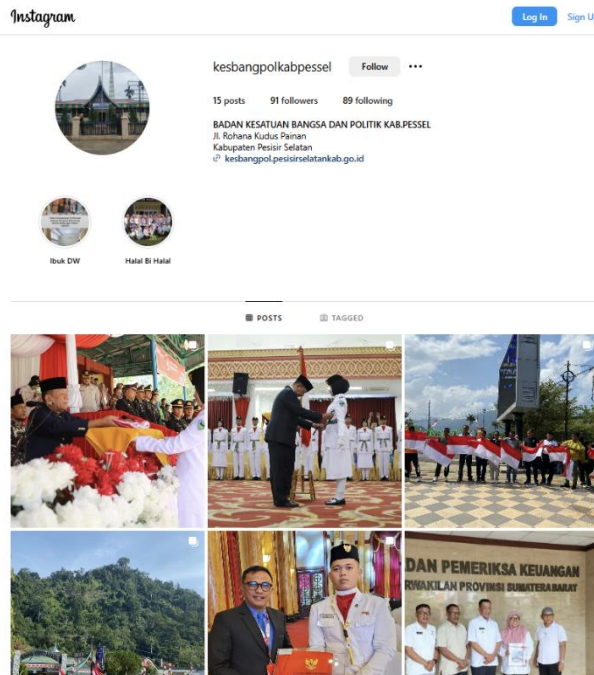 Instagram
Log In
Sign U
kesbangpolkabpessel
Follow
15 posts
91 followers
89 following
BADAN KESATUAN BANGSA DAN POLITIK KAB.PESSEL
Jl. Rohana Kudus Painan
Kabupaten Pesisir Selatan
kesbangpol.pesisirselatankab.go.id
Ibuk DW
Halal Bi Halal
POSTS
TAGGED
DAN PEMERIKSA KEUANGAN
RWAKILAN PROVINSI SUMATERA BARAT